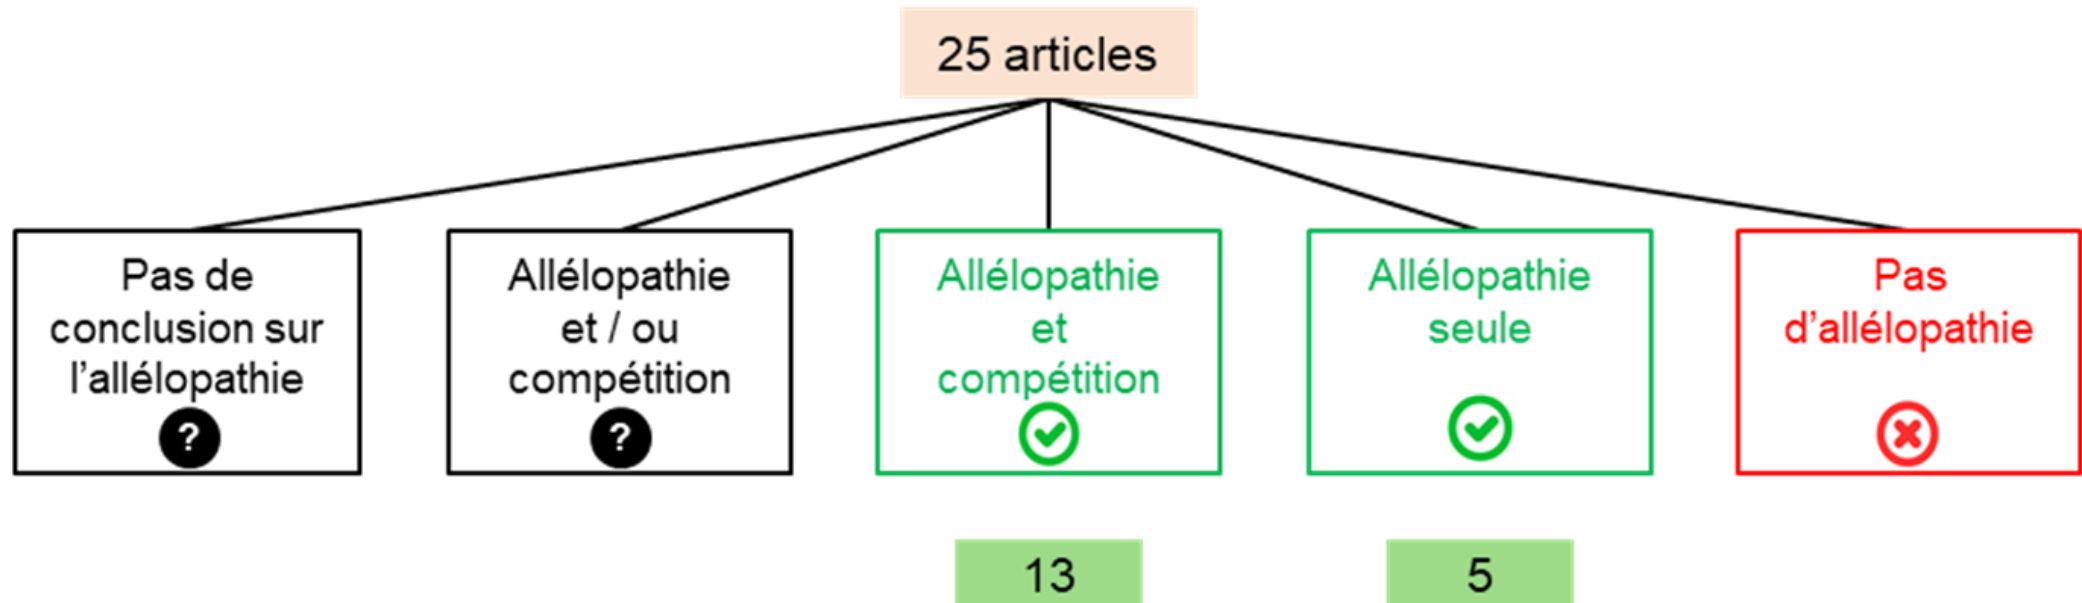 25 articles
Pas de
conclusion sur
l'allélopathie
?
Allélopathie
et / ou
compétition
?
Allélopathie
et
compétition
Allélopathie
seule
Pas
d'allélopathie
13
5